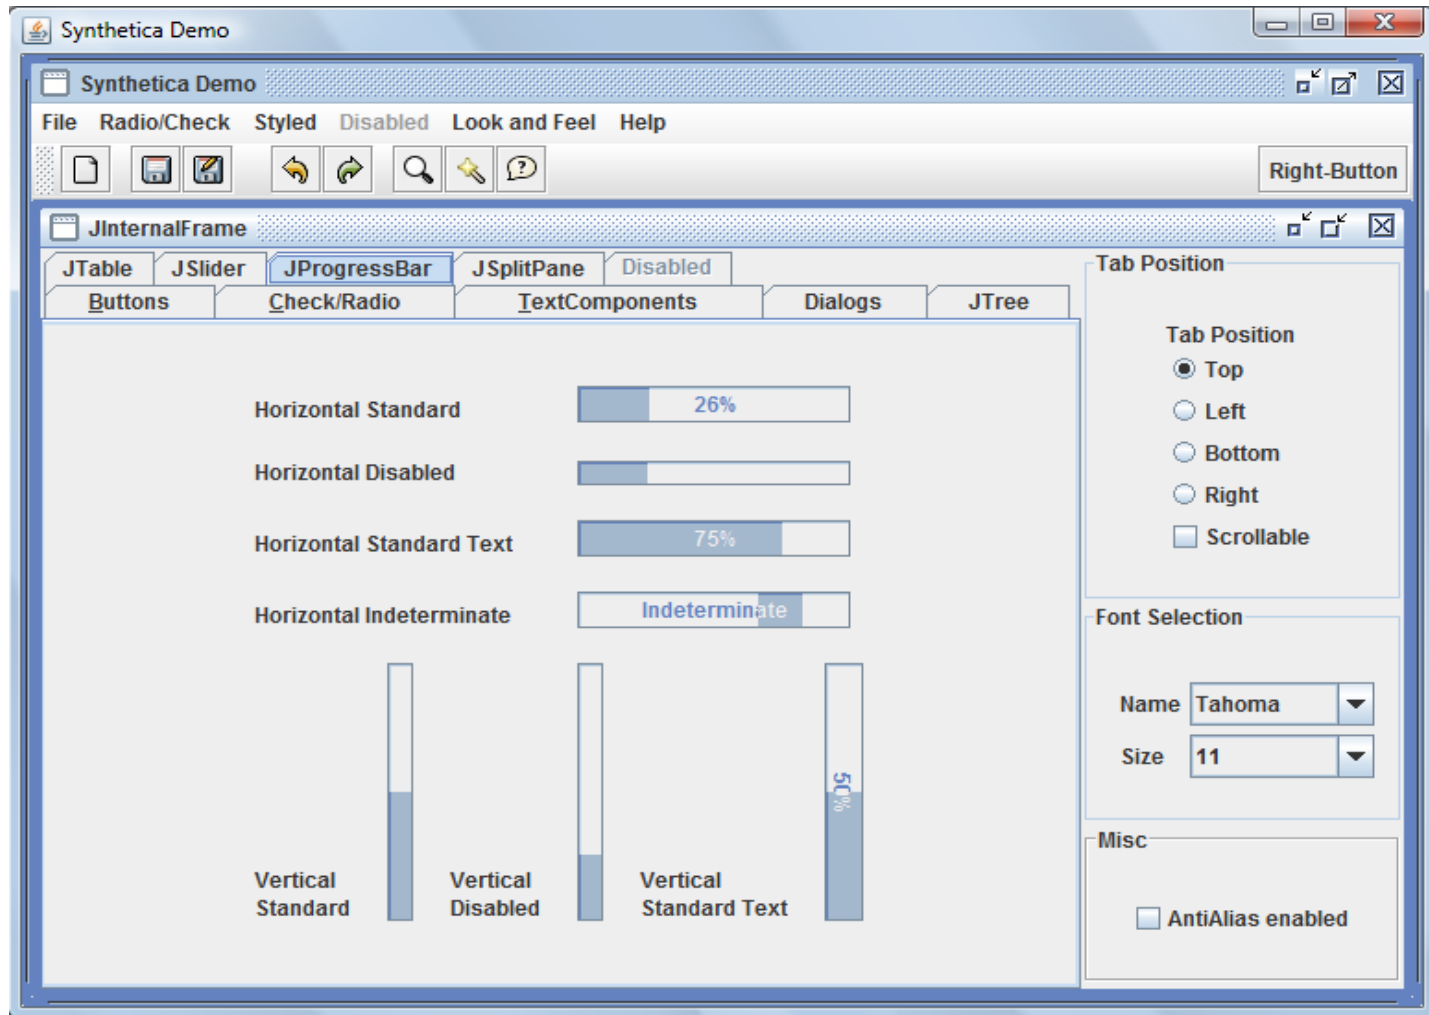 Synthetica Demo
Synthetica Demo
File Radio/Check Styled Disabled Look and Feel Help
Right-Button
JInternalFrame
JTable JSlider JProgressBar JSplitPane Disabled
Buttons Check/Radio TextComponents Dialogs JTree
Horizontal Standard 26%
Horizontal Disabled
Horizontal Standard Text 75%
Horizontal Indeterminate Indeterminate
50%
Vertical
Standard
Vertical
Disabled
Vertical
Standard Text
Tab Position
Tab Position
Top
Left
Bottom
Right
Scrollable
Font Selection
Name Tahoma
Size 11
Misc
AntiAlias enabled